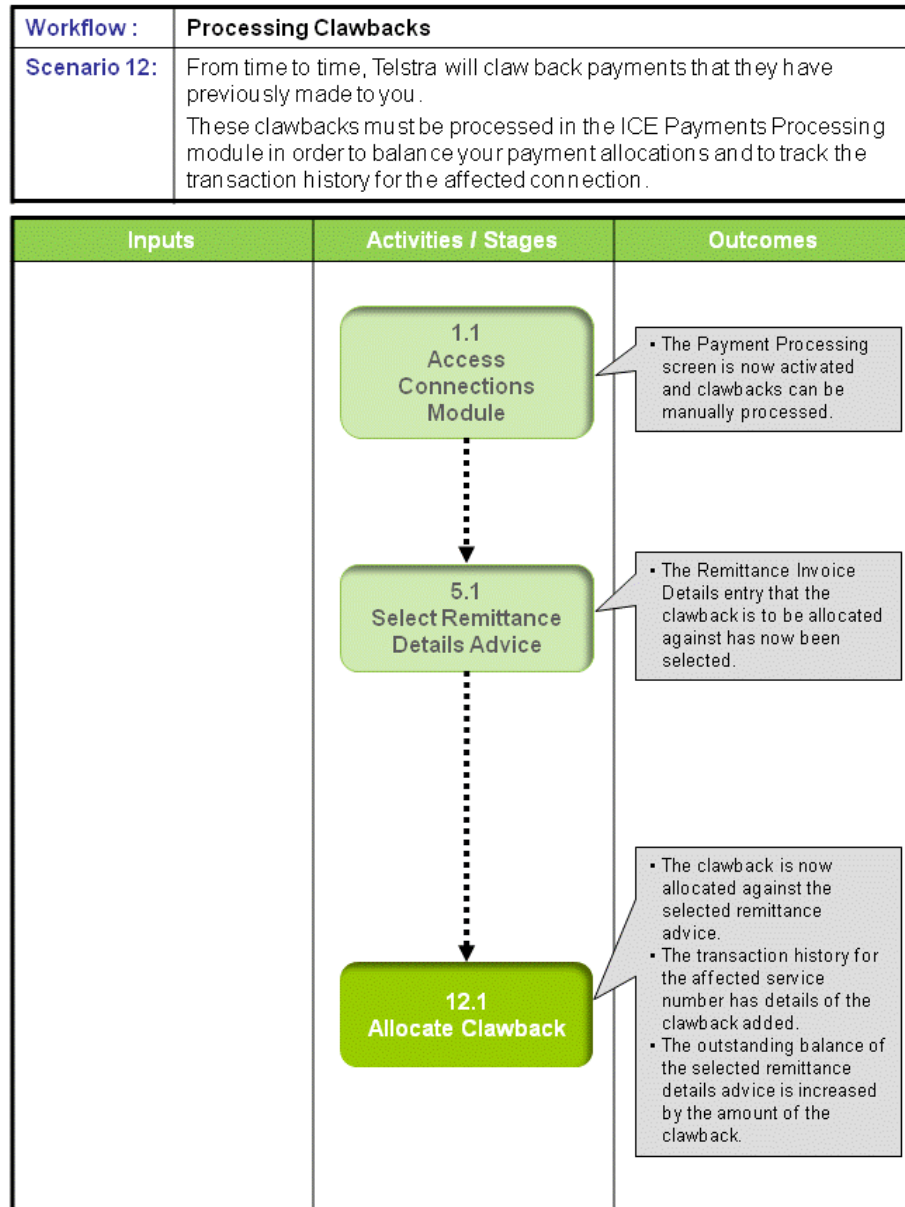 Workflow :
Processing Clawbacks
Scenario 12:
From time to time, Telstra will claw back payments that they have
previously made to you.
These clawbacks must be processed in the ICE Payments Processing
module in order to balance your payment allocations and to track the
transaction history for the affected connection.
Inputs
Activities / Stages
Outcomes
1.1
Access
Connections
Module
▪ The Payment Processing
screen is now activated
and clawbacks can be
manually processed.
5.1
Select Remittance
Details Advice
▪ The Remittance Invoice
Details entry that the
clawback is to be allocated
against has now been
selected.
12.1
Allocate Clawback
▪ The clawback is now
allocated against the
selected remittance
advice.
▪ The transaction history for
the affected service
number has details of the
clawback added.
▪ The outstanding balance of
the selected remittance
details advice is increased
by the amount of the
clawback.